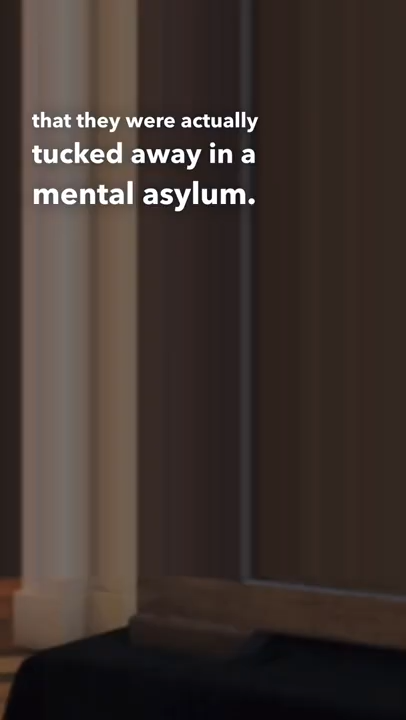 that they were actually
tucked away in a
mental asylum.